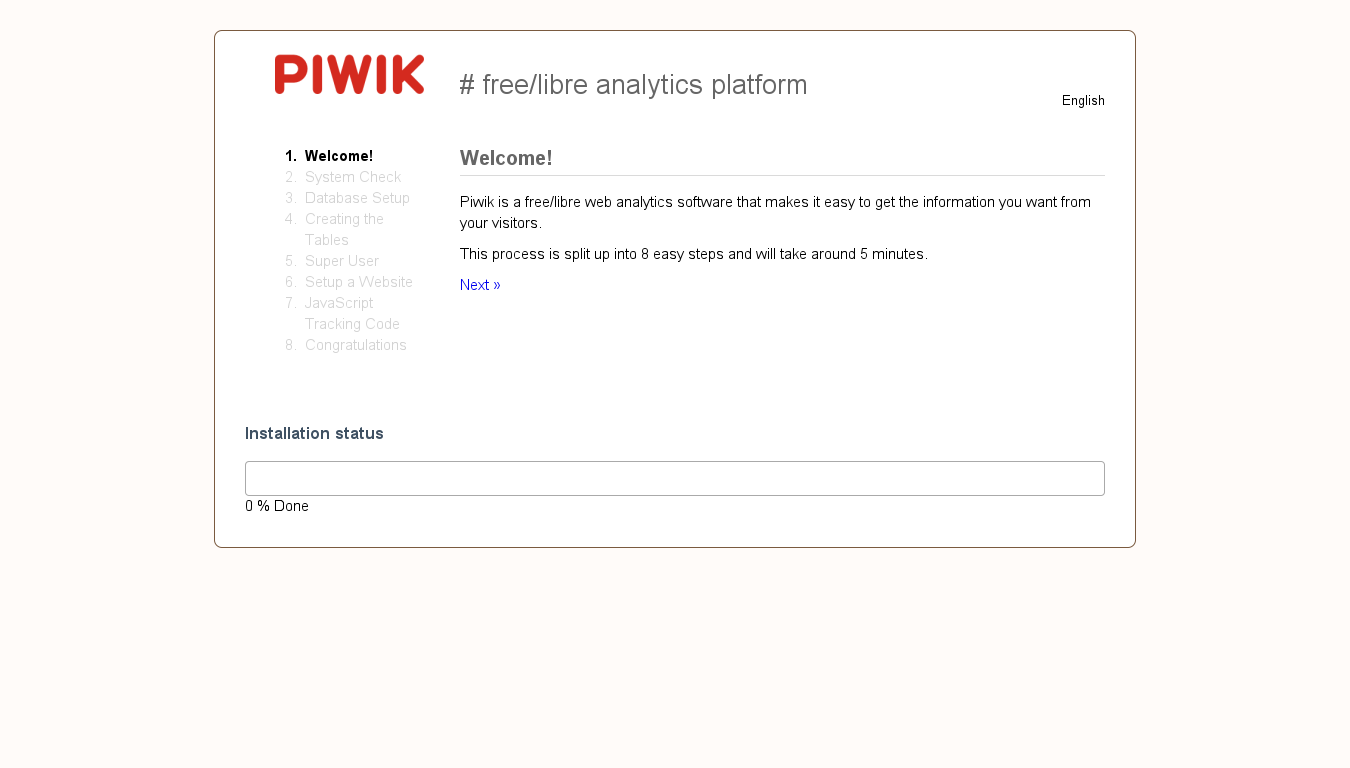 PIWIK
# free/libre analytics platform
English
1. Welcome!
2. System Check
3. Database Setup
4. Creating the
Tables
5. Super User
6. Setup a Website
7. JavaScript
Tracking Code
8. Congratulations
Welcome!
Piwik is a free/libre web analytics software that makes it easy to get the information you want from
your visitors.
This process is split up into 8 easy steps and will take around 5 minutes.
Next »
Installation status
0 % Done